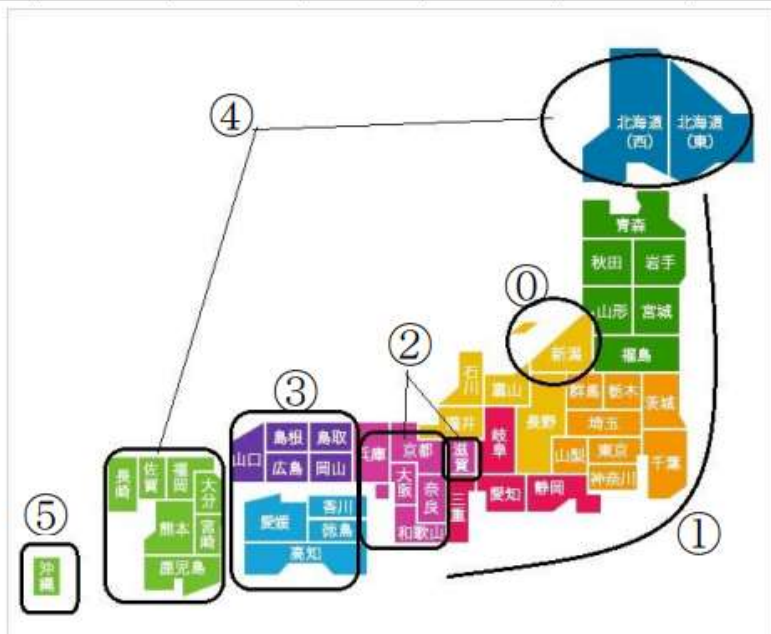 ④
北海道
(西)
北海道
(東)
青森
秋田
岩手
⓪
山形
宮城
②
新潟
福島
石川
富山
群馬
栃木
茨城
③
福井
岐阜
長野
埼玉
島根
鳥取
兵庫
京都
滋賀
山口
広島
岡山
山梨
東京
千葉
長崎
佐賀
福岡
大分
大阪
奈良
三重
愛知
静岡
神奈川
⑤
愛媛
香川
徳島
熊本
宮崎
和歌山
①
高知
沖縄
鹿児島